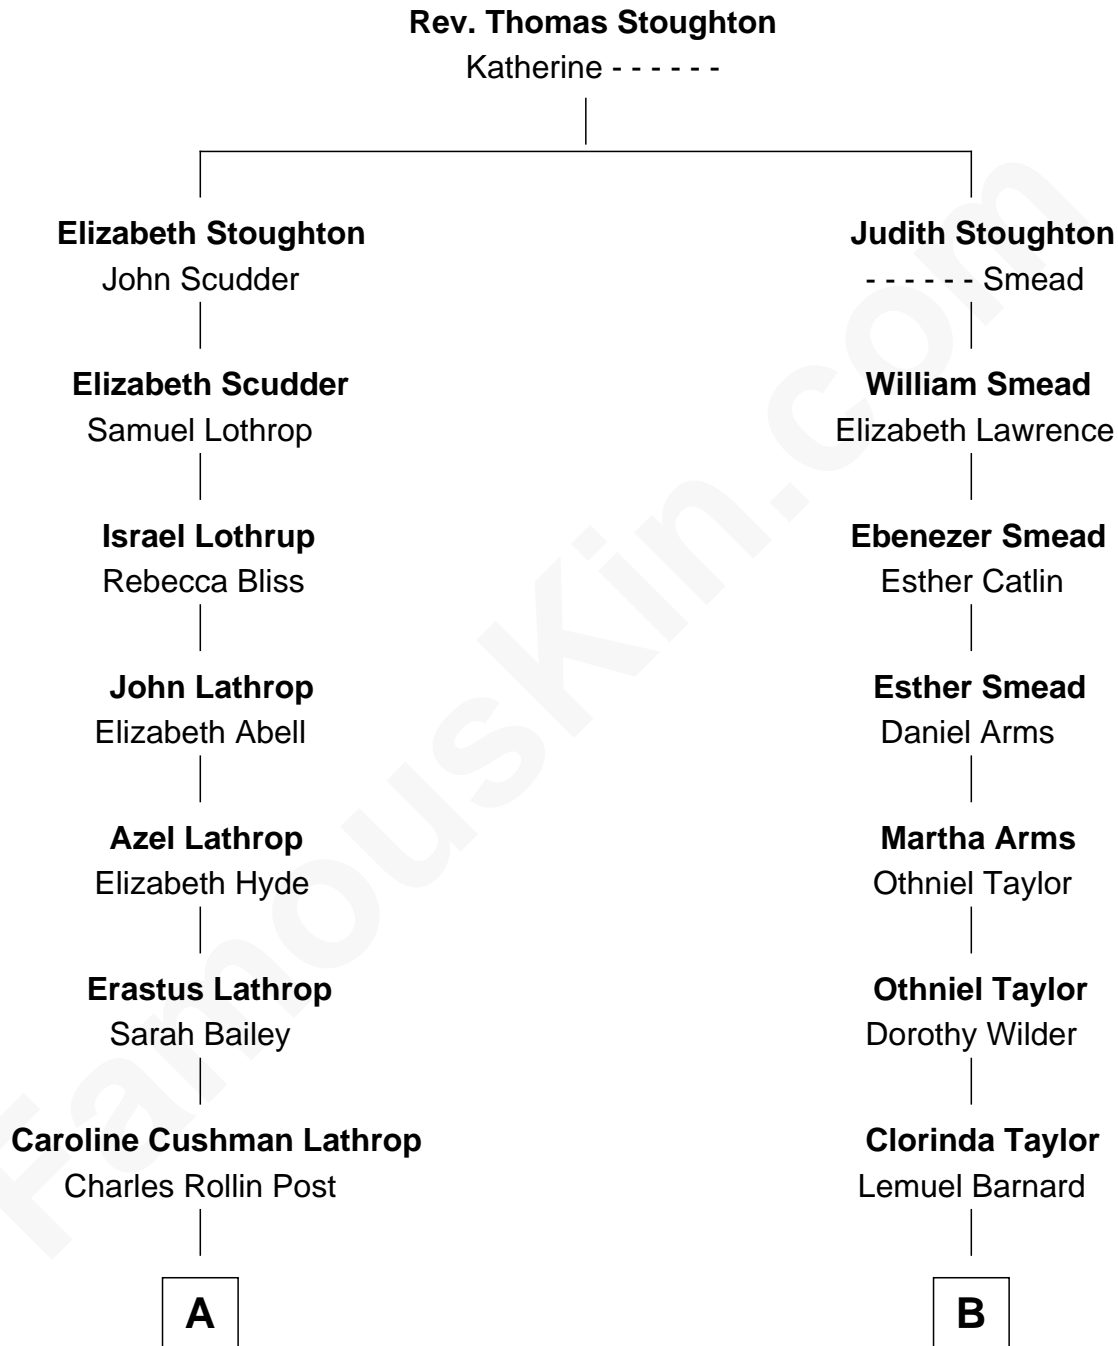 Rev. Thomas Stoughton
Katherine - - - - - -
Elizabeth Stoughton
John Scudder
Judith Stoughton
- - - - - - Smead
Elizabeth Scudder
Samuel Lothrop
William Smead
Elizabeth Lawrence
Israel Lothrup
Rebecca Bliss
Ebenezer Smead
Esther Catlin
John Lathrop
Elizabeth Abell
Esther Smead
Daniel Arms
Azel Lathrop
Elizabeth Hyde
Martha Arms
Othniel Taylor
Erastus Lathrop
Sarah Bailey
Othniel Taylor
Dorothy Wilder
Caroline Cushman Lathrop
Charles Rollin Post
Clorinda Taylor
Lemuel Barnard
A
B
FamousKin.com